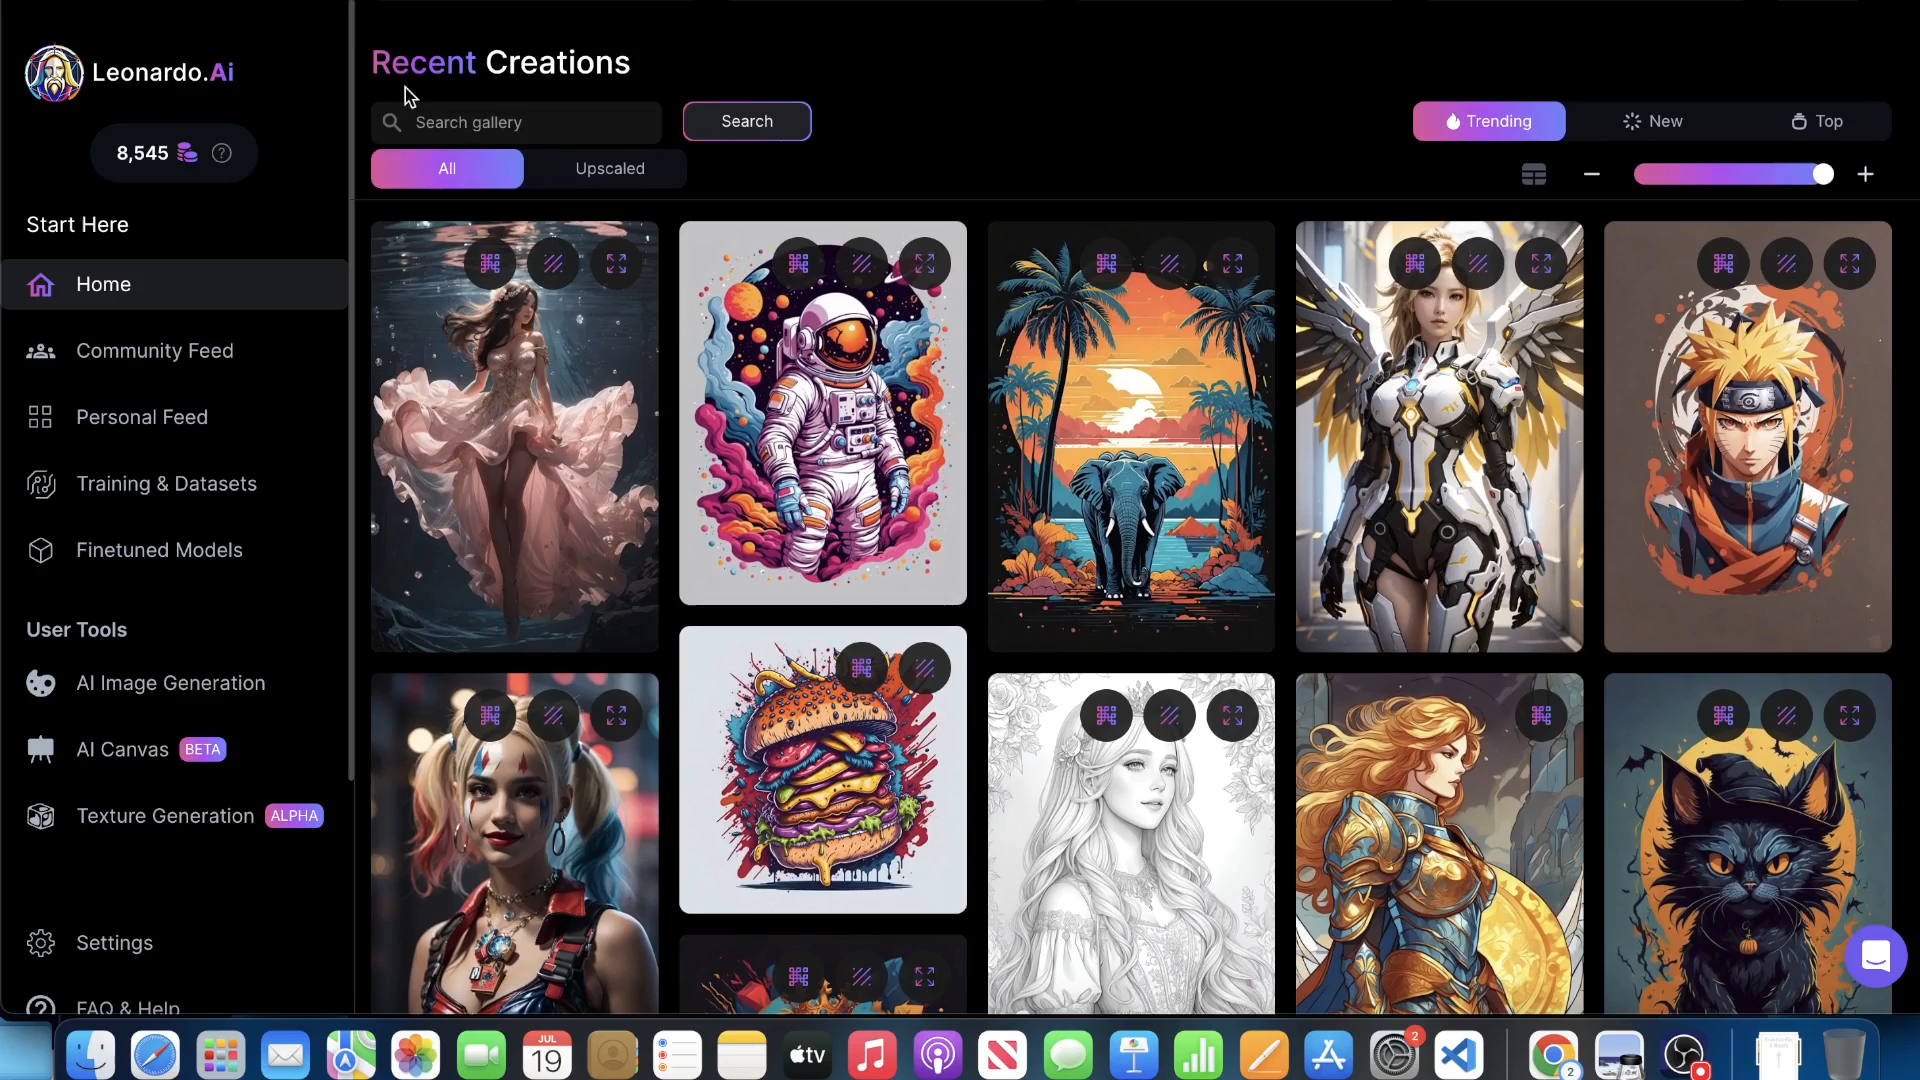 Leonardo.Ai
8,545
?
Start Here
Home
Community Feed
Personal Feed
Training & Datasets
Finetuned Models
User Tools
AI Image Generation
AI Canvas BETA
Texture Generation ALPHA
Settings
FAQ & Help
Recent Creations
Search gallery
Search
Trending
New
Top
All
Upscaled
JUL
19
tv
2
2